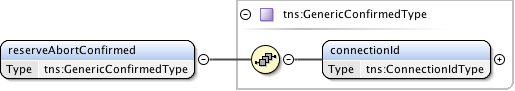 tns:GenericConfirmedType
reserveAbortConfirmed
Type tns:GenericConfirmedType
connectionId
Type tns:ConnectionIdType